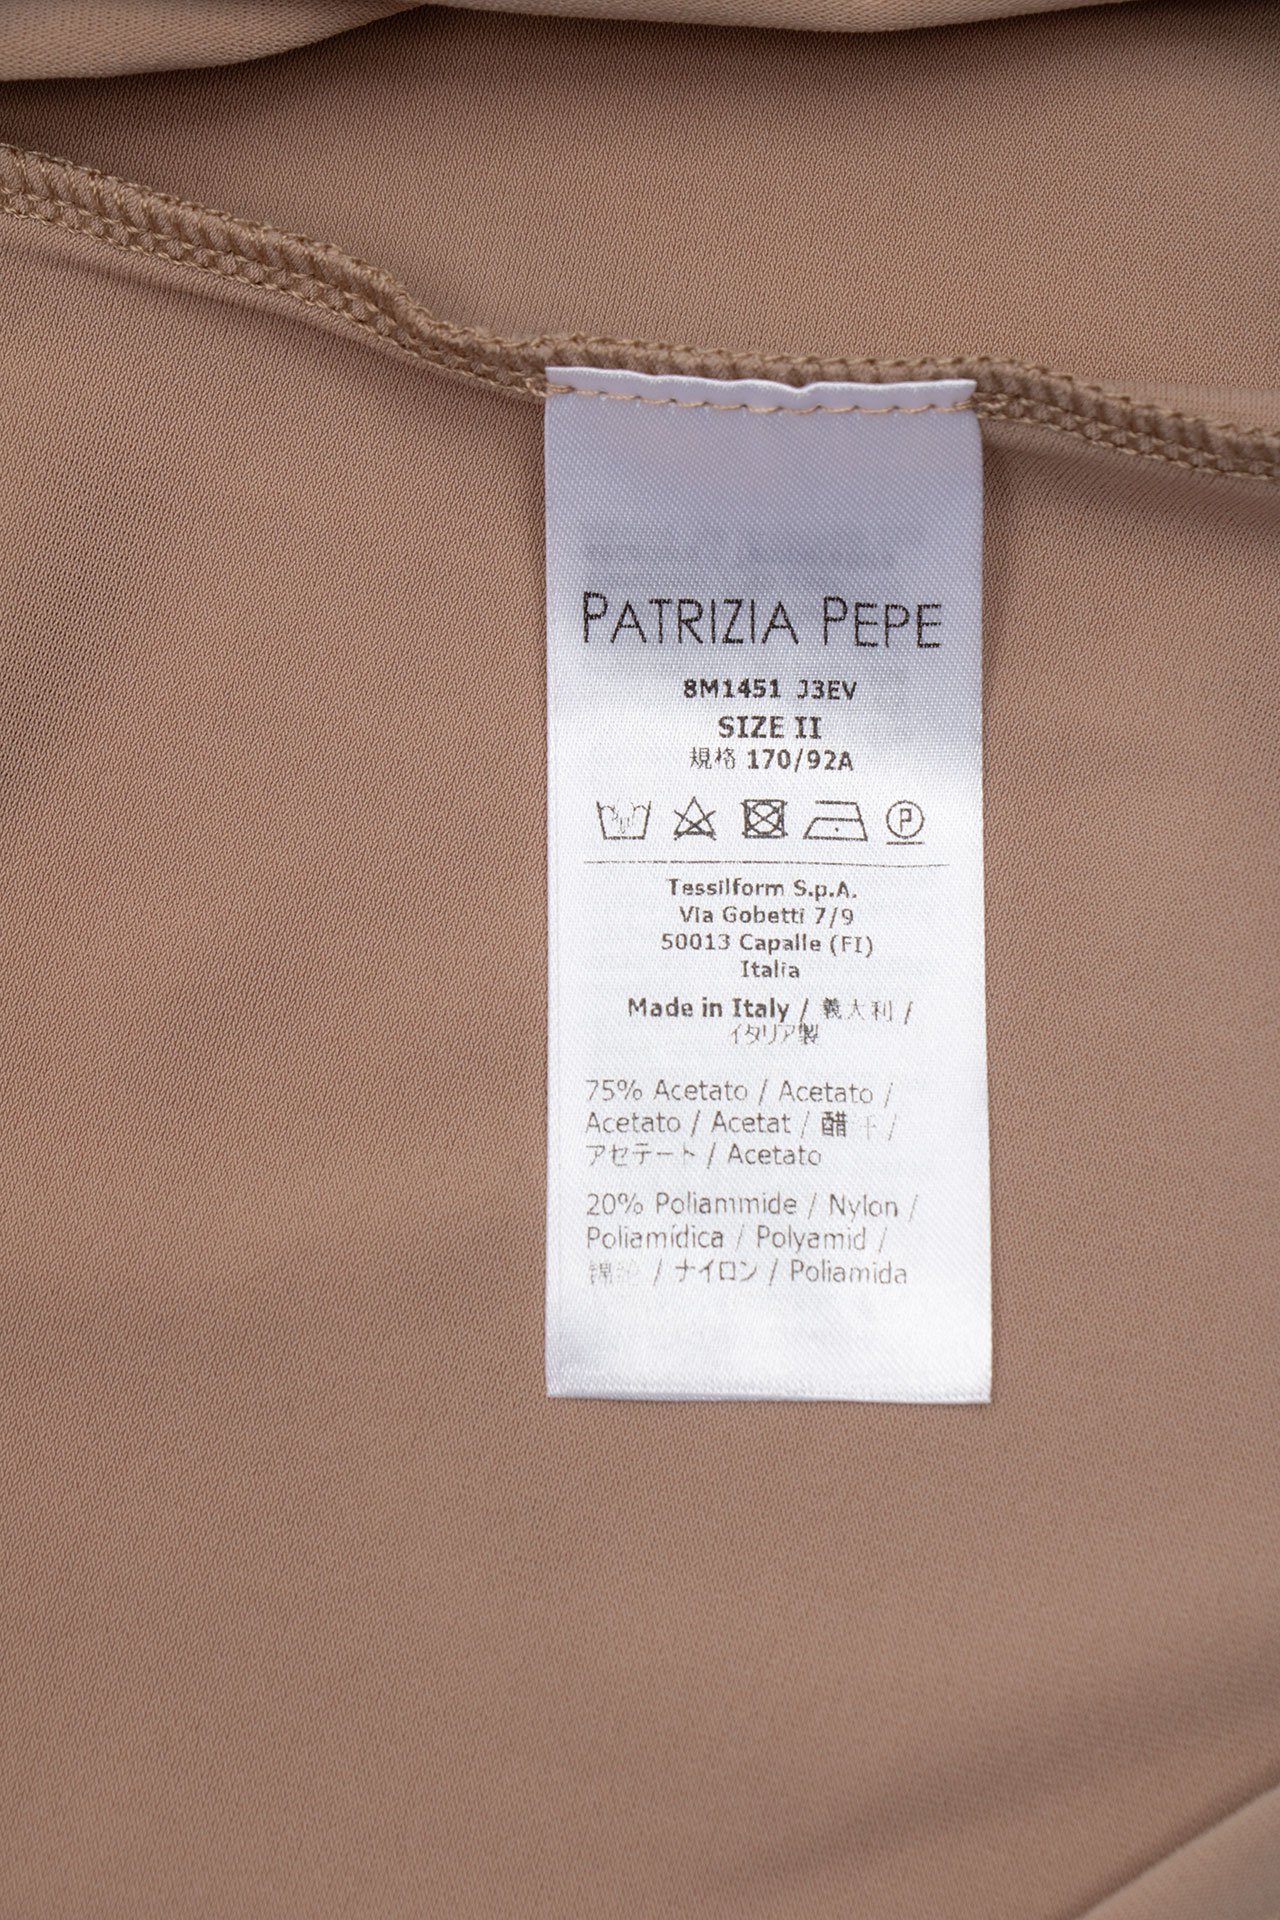 PATRIZIA PEPE
8M1451 J3EV
SIZE II
規格 170/92A
P
Tessilform S.p.A.
Via Gobetti 7/9
50013 Capalle (FI)
Italia
Made in Italy / 義大利 /
イタリア製
75% Acetato / Acetato /
Acetato / Acetat / 醋 /
アセテート / Acetato
20% Poliammide / Nylon /
Poliamídica / Polyamid /
/ ナイロン / Poliamida